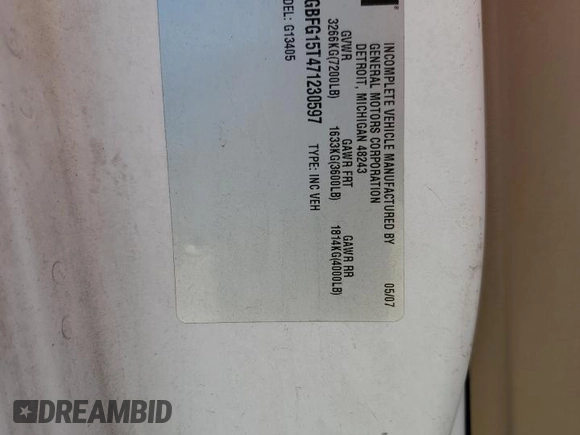 INCOMPLETE VEHICLE MANUFACTURED BY
GENERAL MOTORS CORPORATION
DETROIT, MICHIGAN 48243
05/07
GVWR GAWR FRT GAWR RR
3266KG(7200LB) 1633KG(3600LB) 1814KG(4000LB)
GBFG15T471230597 TYPE: INC VEH
DEL: G13405
DREAMBID